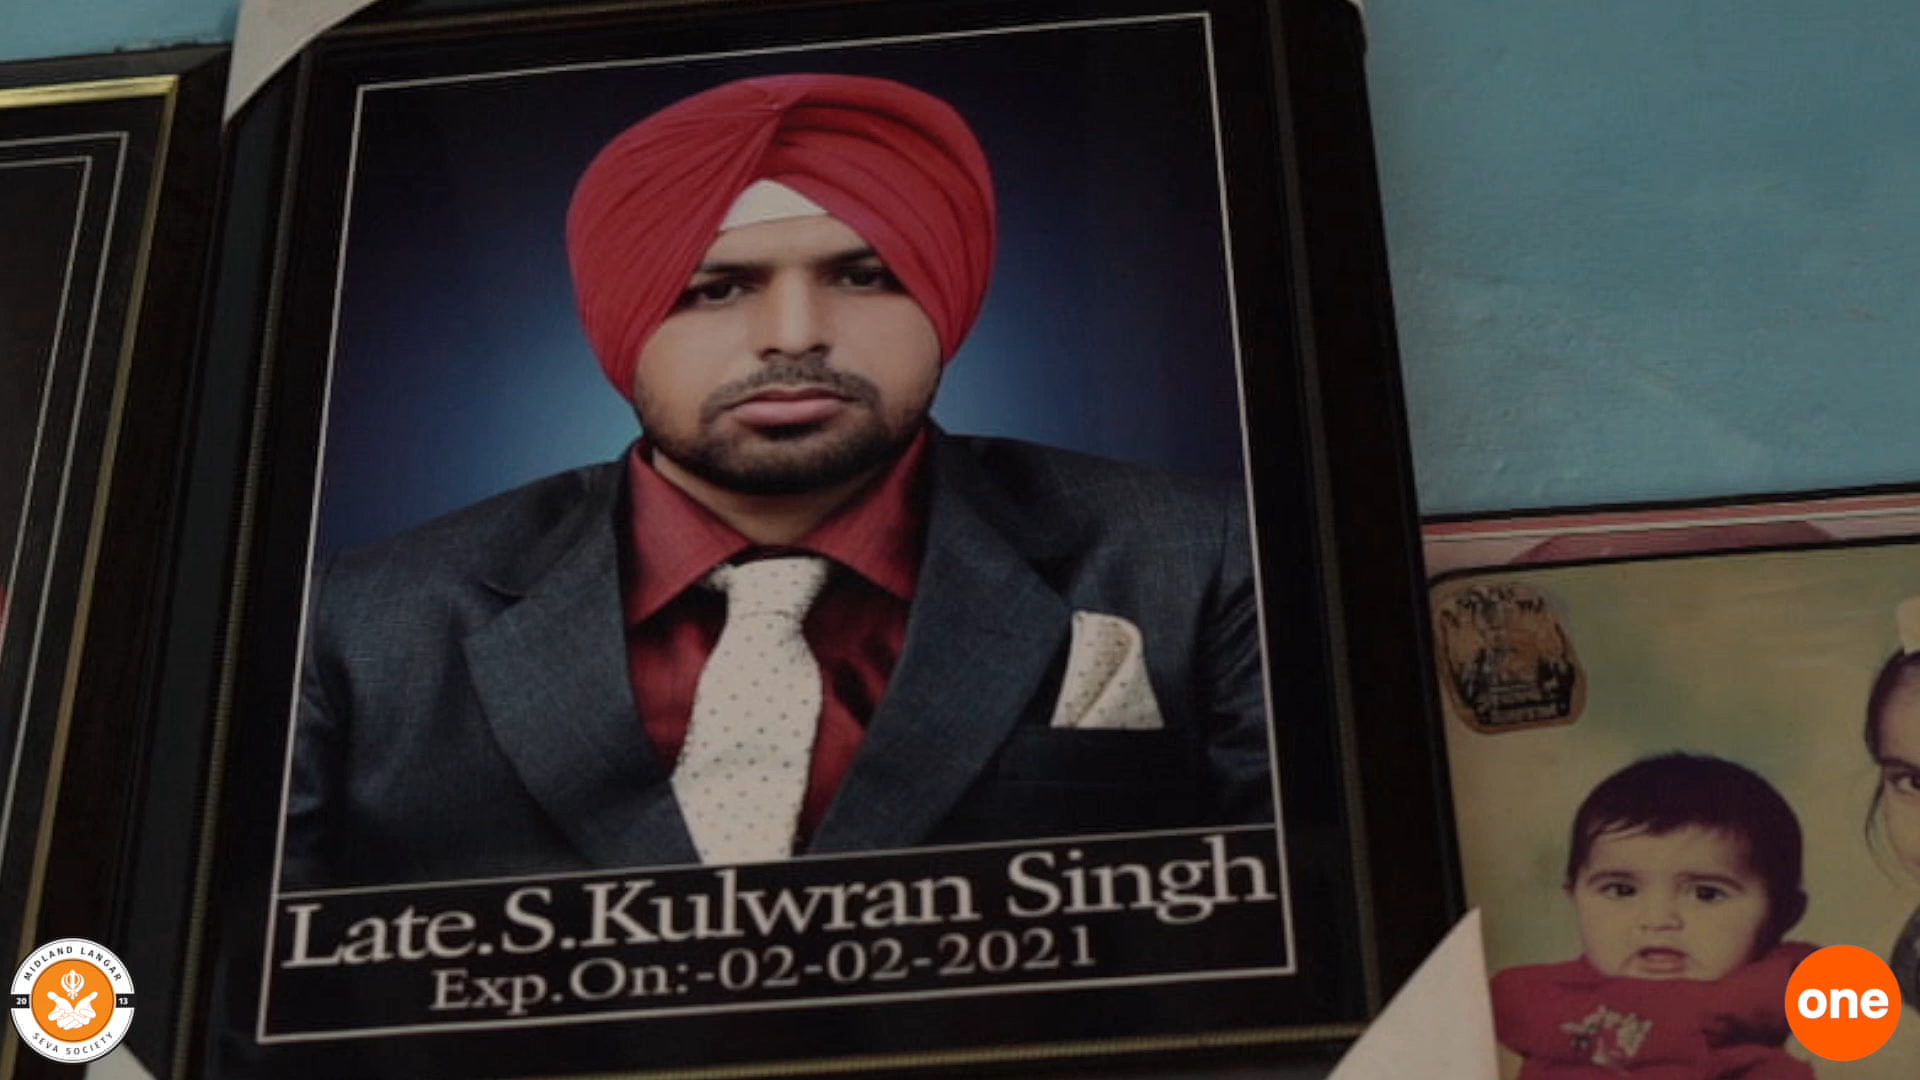 Late.S.Kulwran Singh
Exp.On:-02-02-2021
MIDLAND LANGAR
20 13
SEVA SOCIETY
one